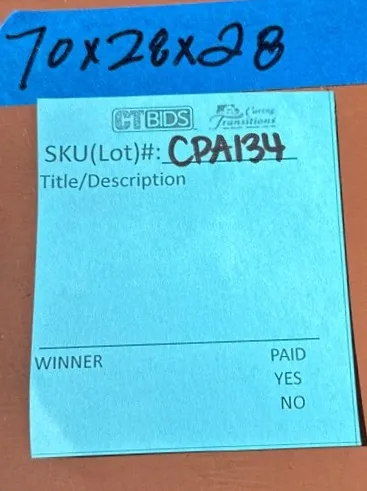 70x28x28
CTBIDS Caring Transitions
SKU(Lot)#: CPA134
Title/Description
WINNER PAID
YES
NO